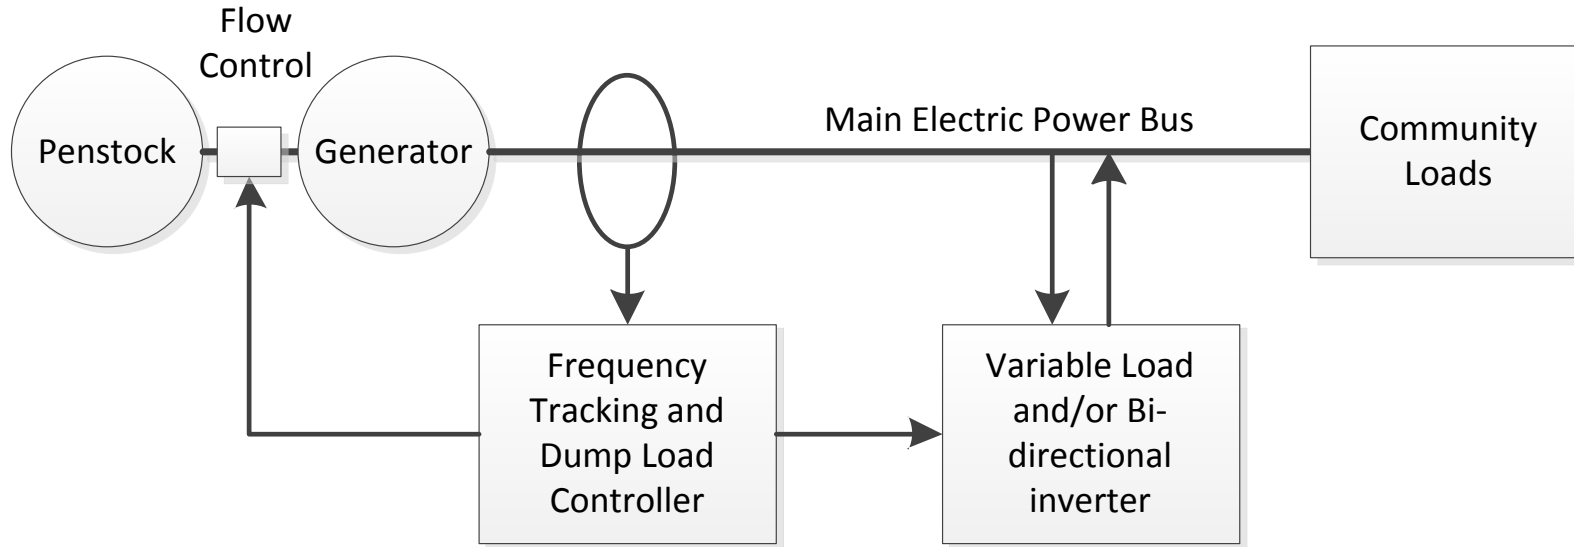 Flow
Control
Penstock
Generator
Main Electric Power Bus
Community
Loads
Frequency
Tracking and
Dump Load
Controller
Variable Load
and/or Bi-
directional
inverter